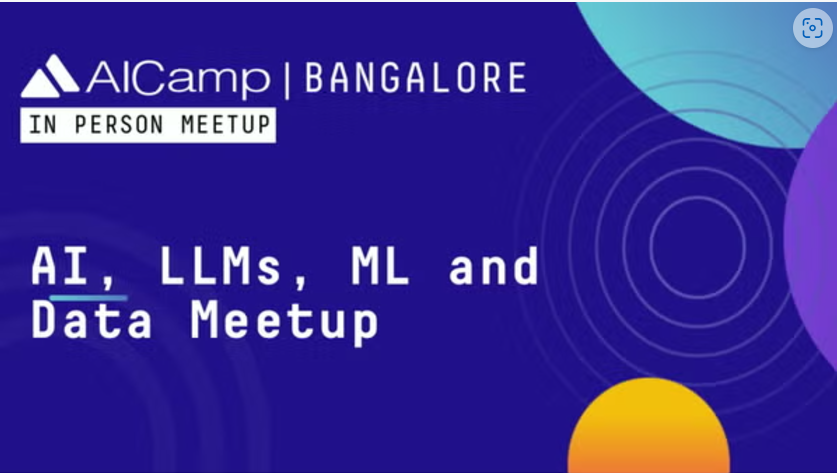 AICamp | BANGALORE
IN PERSON MEETUP
AI, LLMs, ML and
Data Meetup